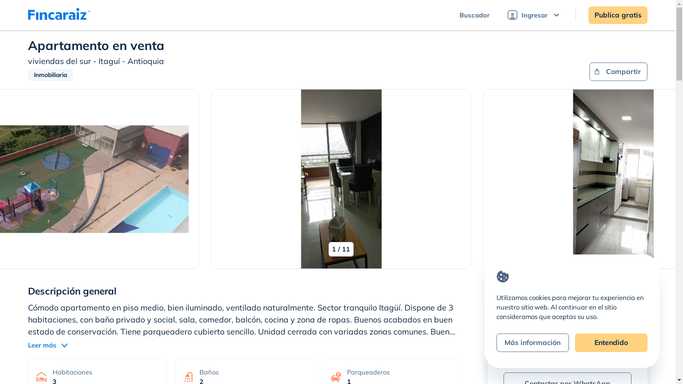 Fincaraiz
Buscador
Ingresar
Publica gratis
Apartamento en venta
viviendas del sur - Itaguí - Antioquia
Inmobiliaria
Compartir
1 / 11
Descripción general
Cómodo apartamento en piso medio, bien iluminado, ventilado naturalmente. Sector tranquilo Itagüí. Dispone de 3
habitaciones, con baño privado y social, sala, comedor, balcón, cocina y zona de ropas. Buenos acabados en buen
estado de conservación. Tiene parqueadero cubierto sencillo. Unidad cerrada con variadas zonas comunes. Buen...
Leer más
Habitaciones
3
Baños
2
Parqueaderos
1
Utilizamos cookies para mejorar tu experiencia en
nuestro sitio web. Al continuar en el sitio
consideramos que aceptas su uso.
Más información
Entendido
Contactar por WhatsApp